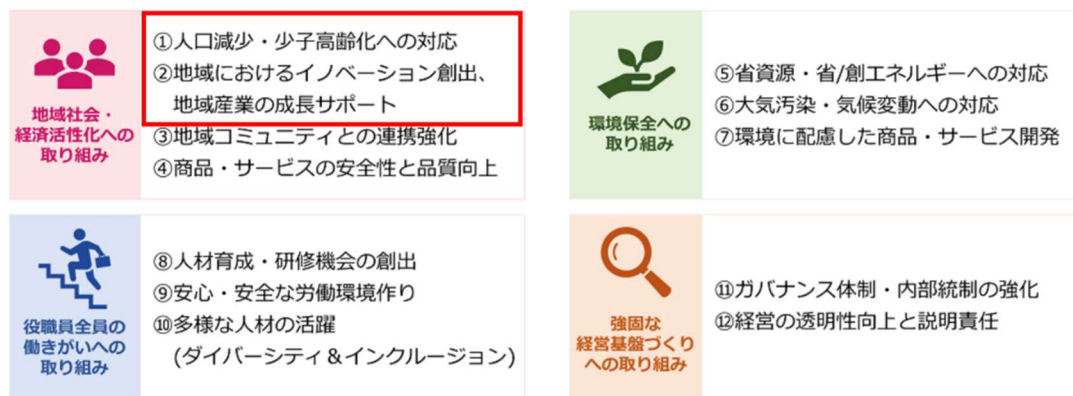 地域社会・
経済活性化への
取り組み
①人口減少・少子高齢化への対応
②地域におけるイノベーション創出、
地域産業の成長サポート
③地域コミュニティとの連携強化
④商品・サービスの安全性と品質向上
環境保全への
取り組み
⑤省資源・省/創エネルギーへの対応
⑥大気汚染・気候変動への対応
⑦環境に配慮した商品・サービス開発
役職員全員の
働きがいへの
取り組み
⑧人材育成・研修機会の創出
⑨安心・安全な労働環境作り
⑩多様な人材の活躍
(ダイバーシティ＆インクルージョン)
強固な
経営基盤づくり
への取り組み
⑪ガバナンス体制・内部統制の強化
⑫経営の透明性向上と説明責任